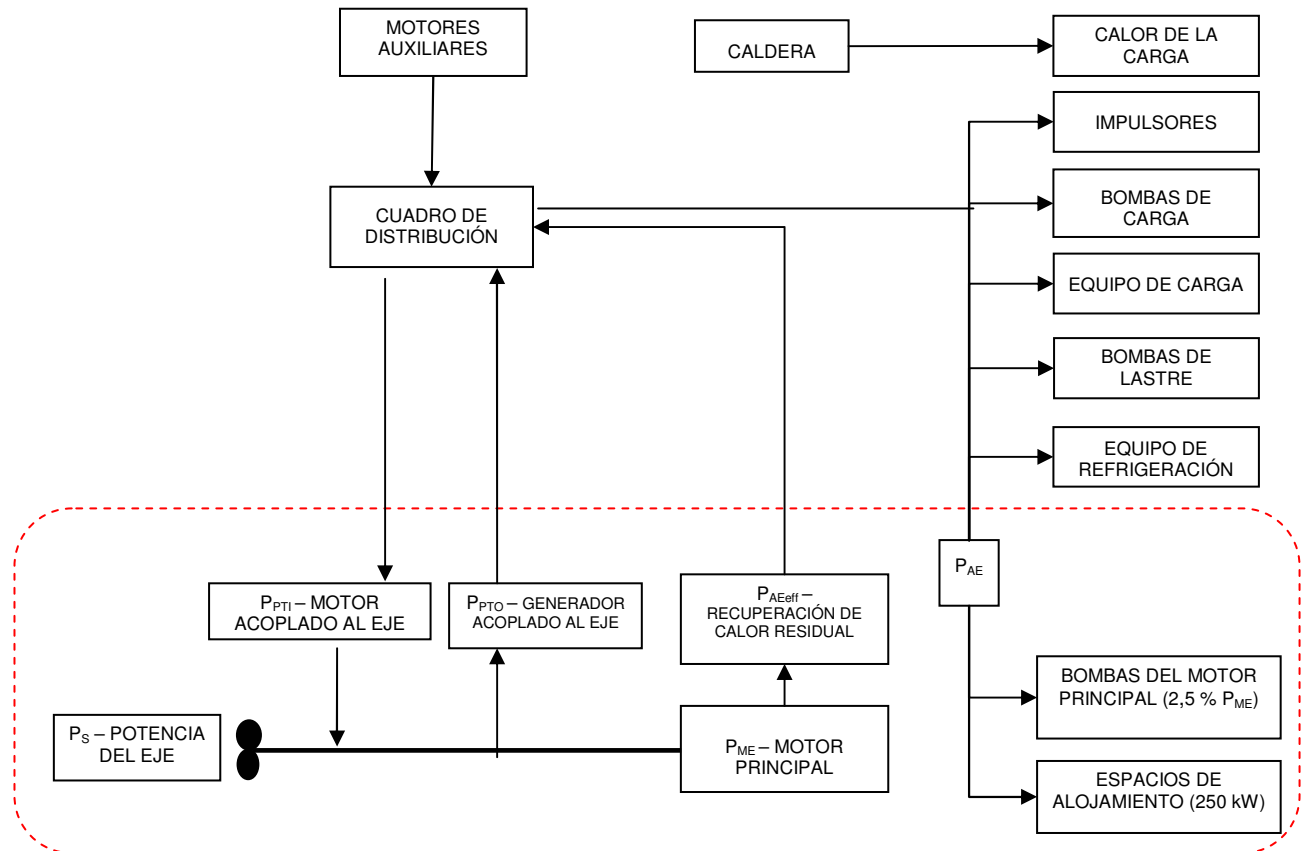 MOTORES
AUXILIARES
CALDERA
CALOR DE LA
CARGA
IMPULSORES
CUADRO DE
DISTRIBUCIÓN
BOMBAS DE
CARGA
EQUIPO DE CARGA
BOMBAS DE
LASTRE
EQUIPO DE
REFRIGERACIÓN
PAE
PPTI – MOTOR
ACOPLADO AL EJE
PPTO – GENERADOR
ACOPLADO AL EJE
PAEeff –
RECUPERACIÓN DE
CALOR RESIDUAL
BOMBAS DEL MOTOR
PRINCIPAL (2,5 % PME)
PS – POTENCIA
DEL EJE
PME – MOTOR
PRINCIPAL
ESPACIOS DE
ALOJAMIENTO (250 kW)